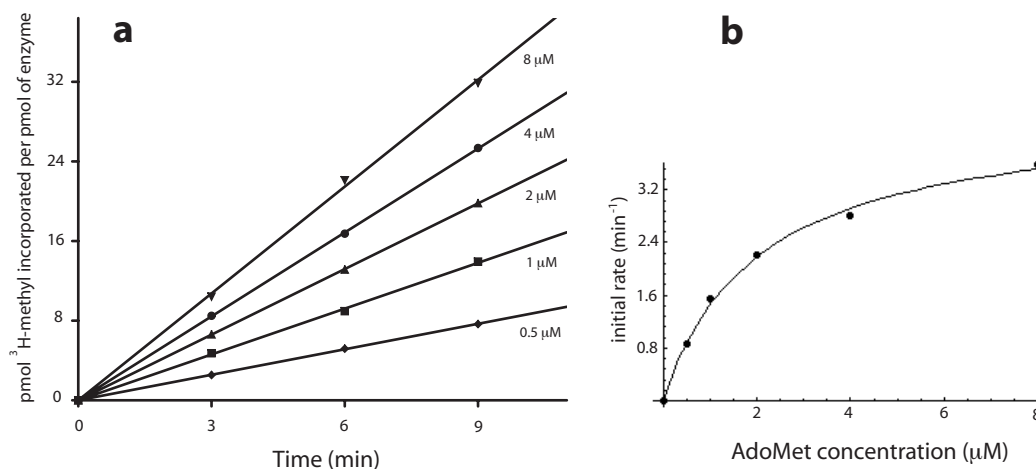 a
pmol ³H-methyl incorporated per pmol of enzyme
32
24
16
8
0
8 µM
4 µM
2 µM
1 µM
0.5 µM
0
3
6
9
Time (min)
b
initial rate (min⁻¹)
3.2
2.4
1.6
0.8
2
4
8
AdoMet concentration (µM)